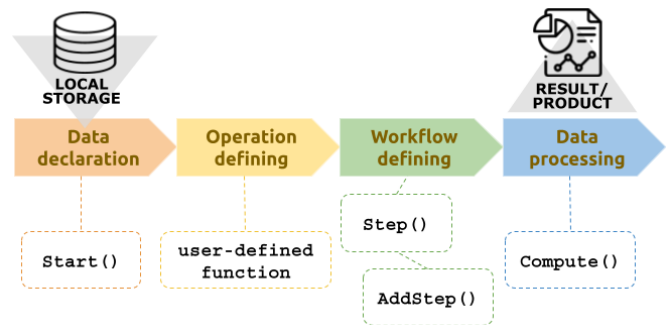 LOCAL
STORAGE
RESULT/
PRODUCT
Data
declaration
Operation
defining
Workflow
defining
Data
processing
Start()
user-defined
function
Step()
AddStep()
Compute()